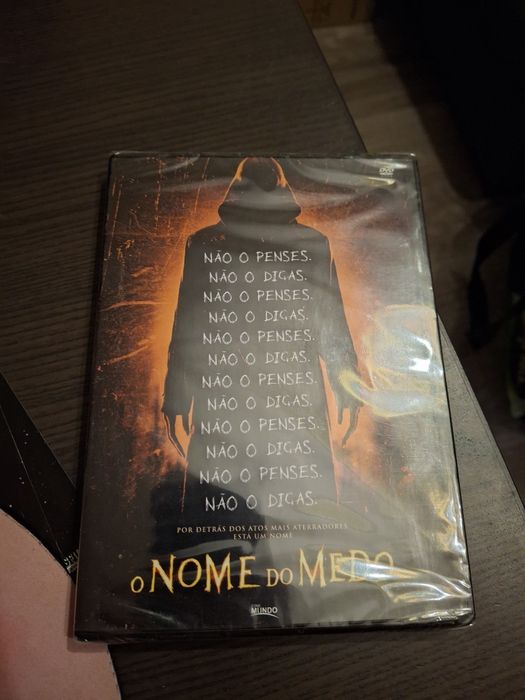 DVD
NÃO O PENSES.
NÃO O DIGAS.
NÃO O PENSES.
NÃO O DIGAS.
NÃO O PENSES.
NÃO O DIGAS.
NÃO O PENSES.
NÃO O DIGAS.
NÃO O PENSES.
NÃO O DIGAS.
NÃO O PENSES.
NÃO O DIGAS.
POR DETRÁS DOS ATOS MAIS ATERRADORES
ESTÁ UM NOME
O NOME DO MEDO
MUNDO